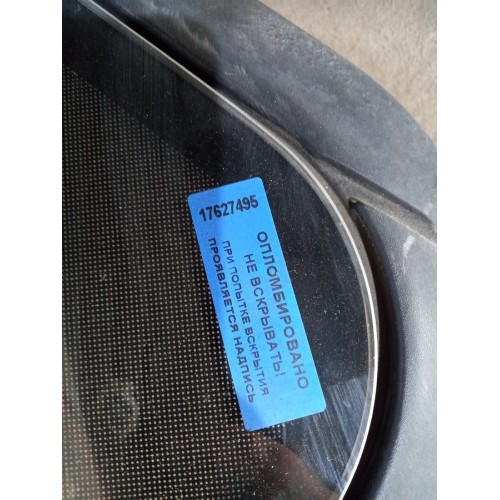 17627495
ОПЛОМБИРОВАНО
НЕ ВСКРЫВАТЬ!
ПРИ ПОПЫТКЕ ВСКРЫТИЯ
ПРОЯВЛЯЕТСЯ НАДПИСЬ